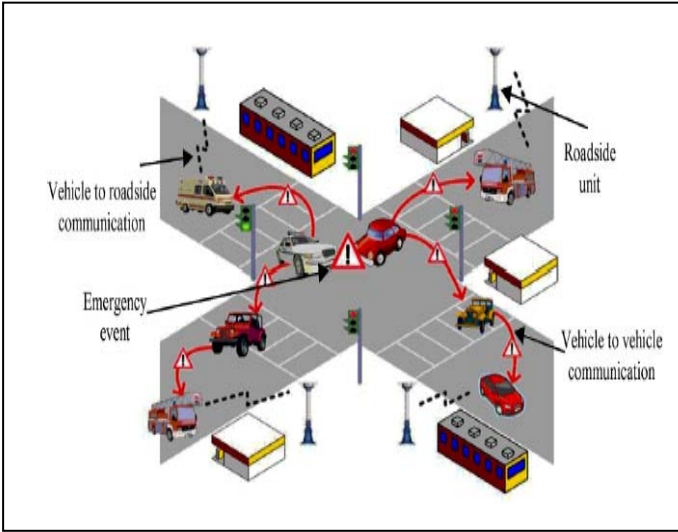 Roadside
unit
Vehicle to roadside
communication
Emergency
event
Vehicle to vehicle
communication